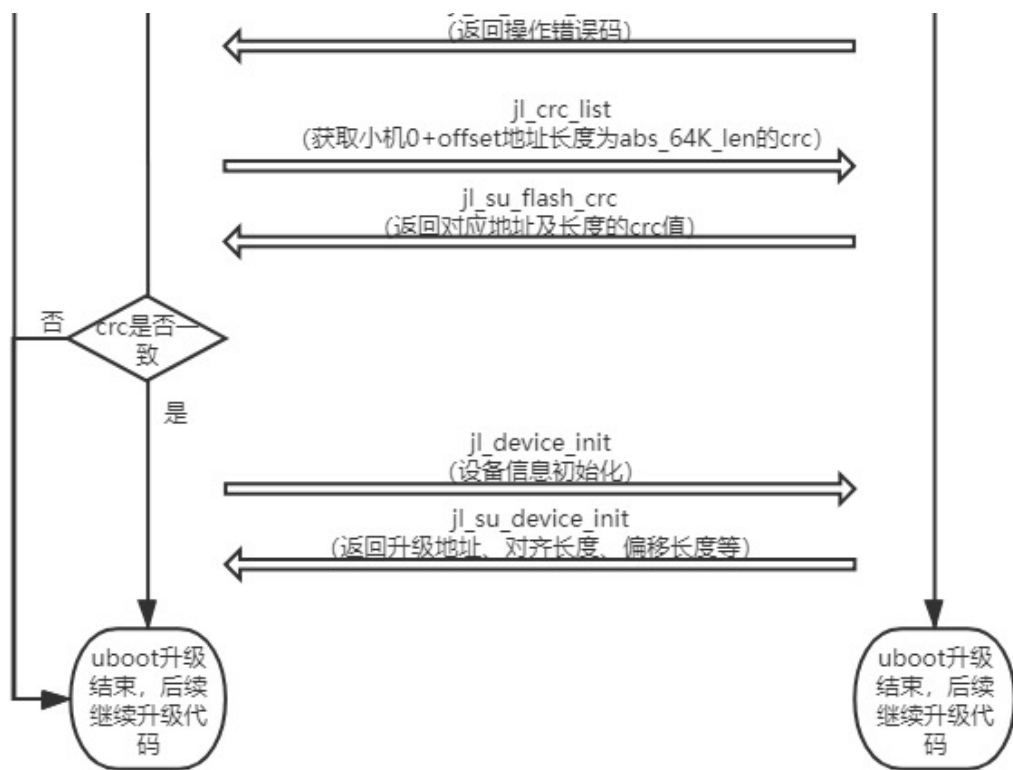 (返回操作错误码)
jl_crc_list
(获取小机0+offset地址长度为abs_64K_len的crc)
jl_su_flash_crc
(返回对应地址及长度的crc值)
否
crc是否一
致
是
jl_device_init
(设备信息初始化)
jl_su_device_init
(返回升级地址、对齐长度、偏移长度等)
uboot升级
结束，后续
继续升级代
码
uboot升级
结束，后续
继续升级代
码